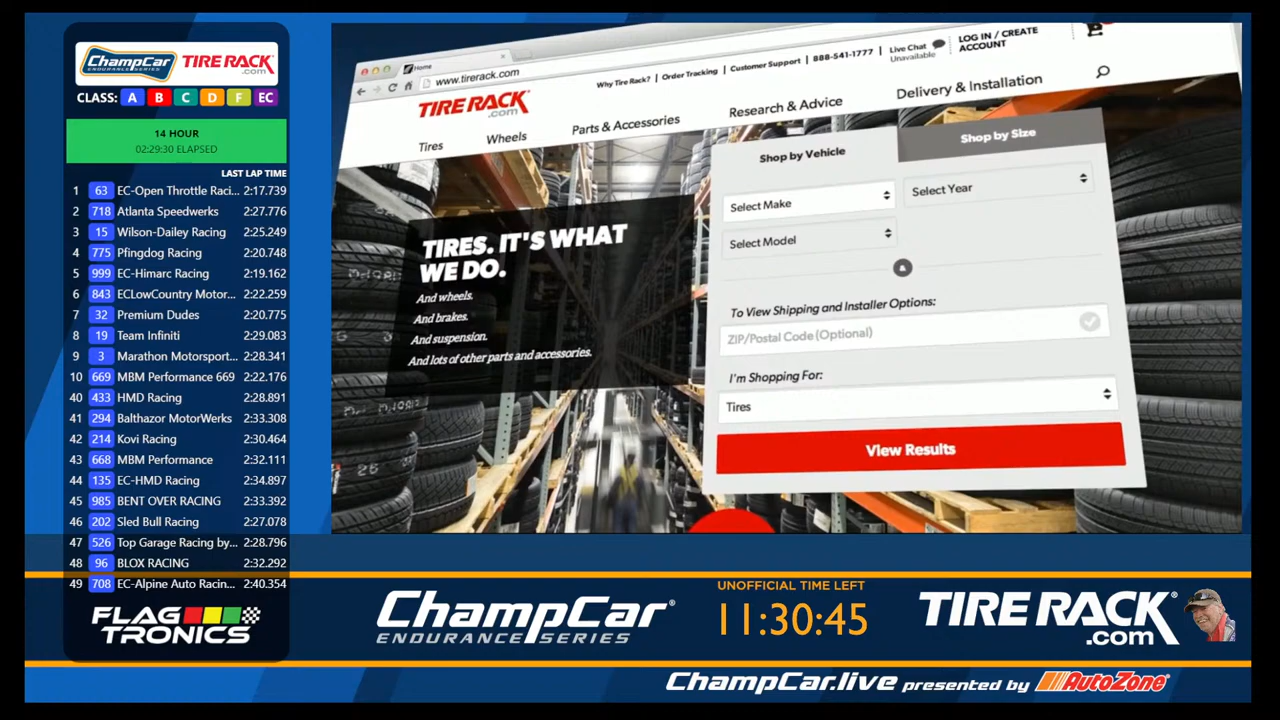 ChampCar
ENDURANCE SERIES
TIRE RACK
.com
CLASS: A B C D F EC
14 HOUR
02:29:30 ELAPSED
LAST LAP TIME
1 63 EC-Open Throttle Raci... 2:17.739
2 718 Atlanta Speedwerks 2:27.776
3 15 Wilson-Dailey Racing 2:25.249
4 775 Pfingdog Racing 2:20.748
5 999 EC-Himarc Racing 2:19.162
6 843 ECLowCountry Motor... 2:22.259
7 32 Premium Dudes 2:20.775
8 19 Team Infiniti 2:29.083
9 3 Marathon Motorsport... 2:28.341
10 669 MBM Performance 669 2:22.176
40 433 HMD Racing 2:28.891
41 294 Balthazor MotorWerks 2:33.308
42 214 Kovi Racing 2:30.464
43 668 MBM Performance 2:32.111
44 135 EC-HMD Racing 2:34.897
45 985 BENT OVER RACING 2:33.392
46 202 Sled Bull Racing 2:27.078
47 526 Top Garage Racing by... 2:28.796
48 96 BLOX RACING 2:32.292
49 708 EC-Alpine Auto Racin... 2:40.354
FLAG
TRONICS
Home
www.tirerack.com
Why Tire Rack? | Order Tracking | Customer Support | 888-541-1777 | Live Chat Unavailable | LOG IN / CREATE ACCOUNT
TIRE RACK
.com
Tires Wheels Parts & Accessories Research & Advice Delivery & Installation
TIRES. IT'S WHAT
WE DO.
And wheels.
And brakes.
And suspension.
And lots of other parts and accessories.
Shop by Vehicle
Shop by Size
Select Make
Select Year
Select Model
To View Shipping and Installer Options:
ZIP/Postal Code (Optional)
I'm Shopping For:
Tires
View Results
ChampCar®
ENDURANCE SERIES
UNOFFICIAL TIME LEFT
11:30:45
TIRE RACK®
.com
ChampCar.live presented by AutoZone